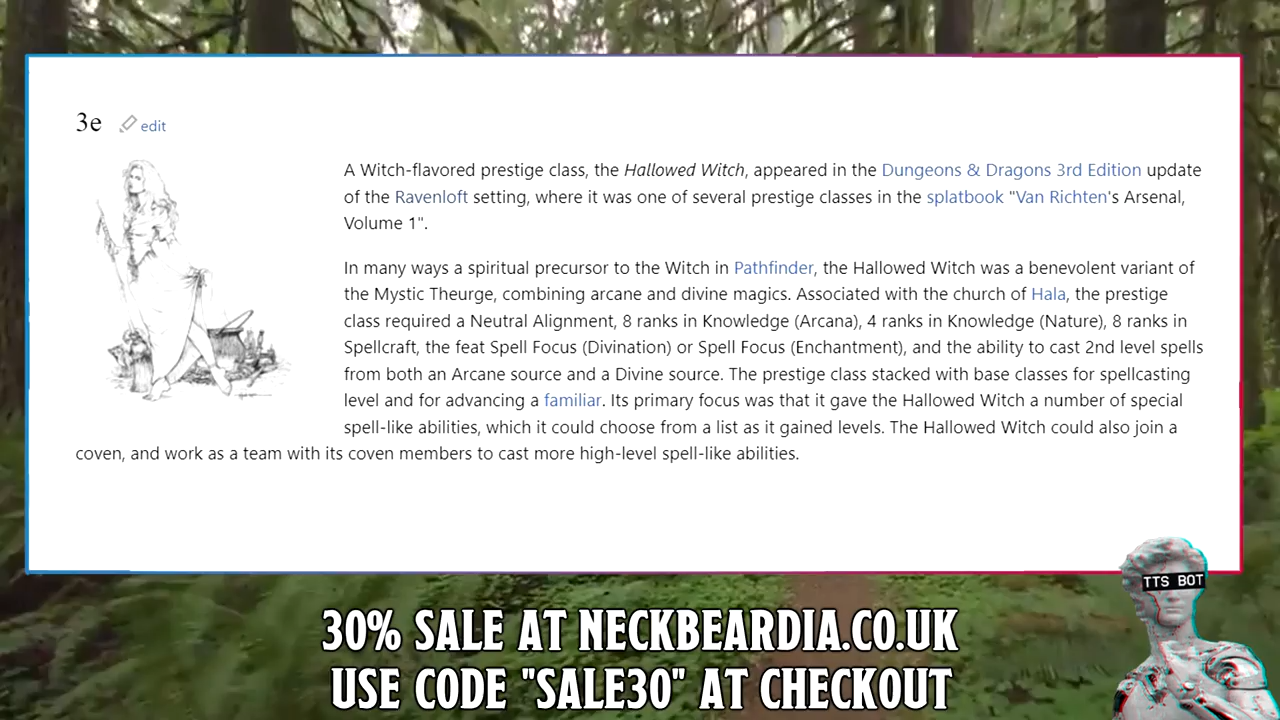 3e edit
A Witch-flavored prestige class, the Hallowed Witch, appeared in the Dungeons & Dragons 3rd Edition update
of the Ravenloft setting, where it was one of several prestige classes in the splatbook "Van Richten's Arsenal,
Volume 1".
In many ways a spiritual precursor to the Witch in Pathfinder, the Hallowed Witch was a benevolent variant of
the Mystic Theurge, combining arcane and divine magics. Associated with the church of Hala, the prestige
class required a Neutral Alignment, 8 ranks in Knowledge (Arcana), 4 ranks in Knowledge (Nature), 8 ranks in
Spellcraft, the feat Spell Focus (Divination) or Spell Focus (Enchantment), and the ability to cast 2nd level spells
from both an Arcane source and a Divine source. The prestige class stacked with base classes for spellcasting
level and for advancing a familiar. Its primary focus was that it gave the Hallowed Witch a number of special
spell-like abilities, which it could choose from a list as it gained levels. The Hallowed Witch could also join a
coven, and work as a team with its coven members to cast more high-level spell-like abilities.
TTS BOT
30% SALE AT NECKBEARDIA.CO.UK
USE CODE "SALE30" AT CHECKOUT